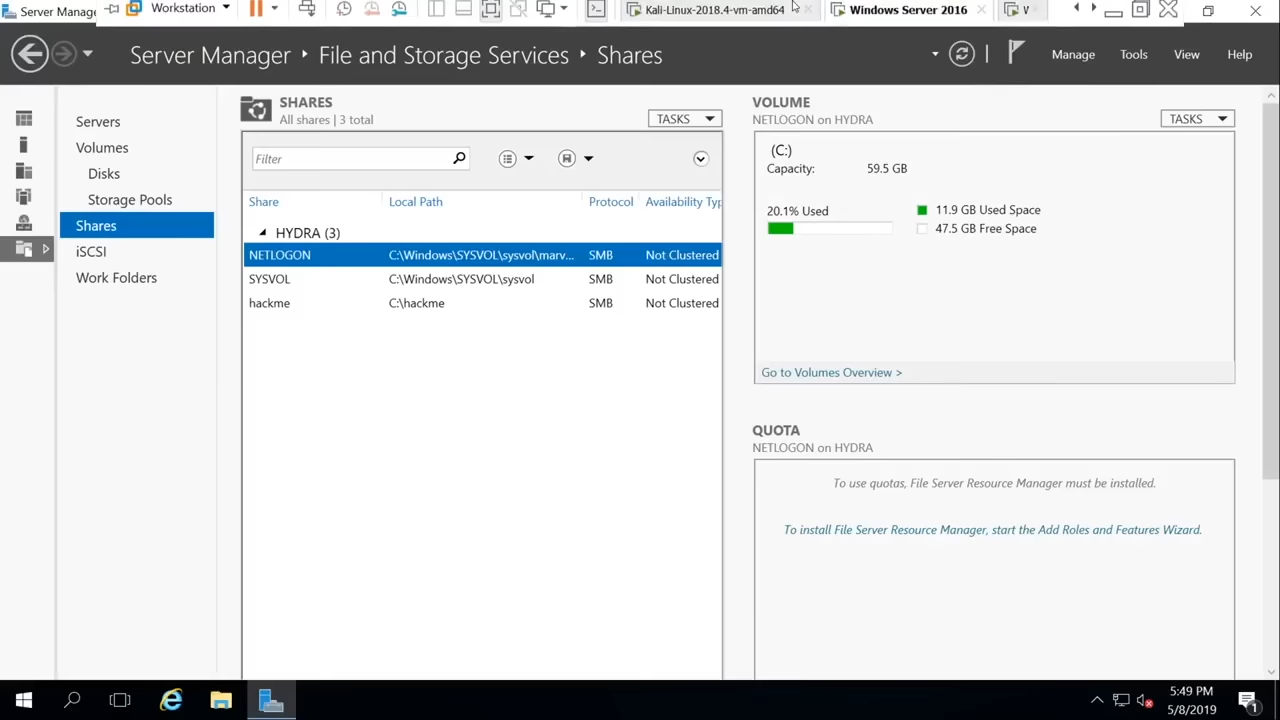 Server Manag
Workstation
Kali-Linux-2018.4-vm-amd64
Windows Server 2016
Server Manager ‣ File and Storage Services ‣ Shares
Manage
Tools
View
Help
Servers
Volumes
Disks
Storage Pools
Shares
iSCSI
Work Folders
SHARES
All shares | 3 total
TASKS
Filter
Share Local Path Protocol Availability Typ
HYDRA (3)
NETLOGON C:\Windows\SYSVOL\sysvol\marv... SMB Not Clustered
SYSVOL C:\Windows\SYSVOL\sysvol SMB Not Clustered
hackme C:\hackme SMB Not Clustered
VOLUME
NETLOGON on HYDRA
TASKS
(C:)
Capacity: 59.5 GB
20.1% Used
11.9 GB Used Space
47.5 GB Free Space
Go to Volumes Overview >
QUOTA
NETLOGON on HYDRA
To use quotas, File Server Resource Manager must be installed.
To install File Server Resource Manager, start the Add Roles and Features Wizard.
5:49 PM
5/8/2019
1